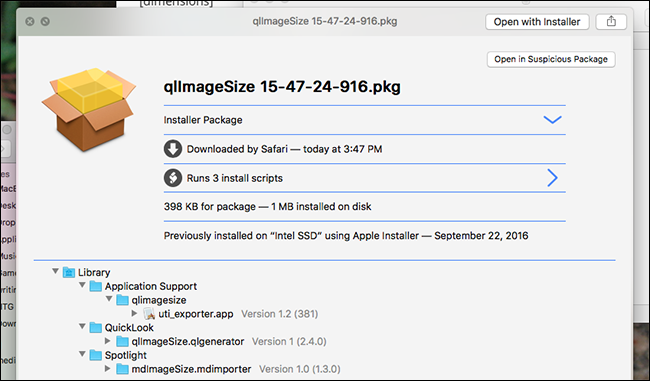 [dimensions]
qlImageSize 15-47-24-916.pkg
Open with Installer
Open in Suspicious Package
qlImageSize 15-47-24-916.pkg
Installer Package
Downloaded by Safari — today at 3:47 PM
Runs 3 install scripts
398 KB for package — 1 MB installed on disk
Previously installed on “Intel SSD” using Apple Installer — September 22, 2016
Library
Application Support
qlimagesize
uti_exporter.app Version 1.2 (381)
QuickLook
qlImageSize.qlgenerator Version 1 (2.4.0)
Spotlight
mdImageSize.mdimporter Version 1.0 (1.3.0)